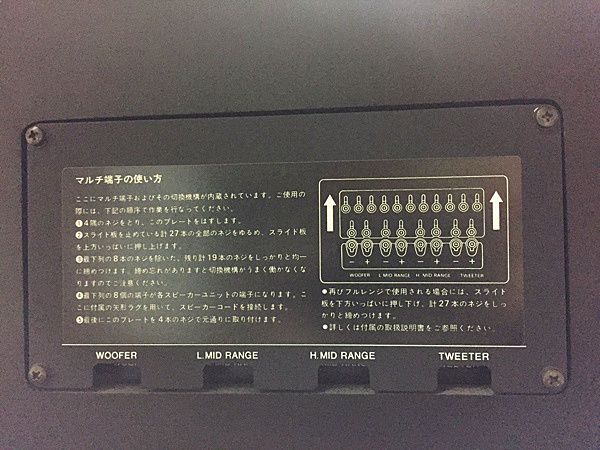 マルチ端子の使い方
ここにマルチ端子およびその切換機構が内蔵されています。ご使用の
際には、下記の順序で作業を行なってください。
❶4隅のネジをとり、このプレートをはずします。
❷スライド板を止めている計27本の全部のネジをゆるめ、スライド板
を上方いっぱいに押し上げます。
❸最下列の8本のネジを除いた、残り計19本のネジをしっかりと均一
に締めつけます。締め忘れがありますと切換機構がうまく働かなくな
りますのでご注意ください。
❹最下列の8個の端子が各スピーカーユニットの端子になります。こ
こに付属の矢形ラグを用いて、スピーカーコードを接続します。
❺最後にこのプレートを4本のネジで元通りに取り付けます。
− + − + − + − +
WOOFER L.MID RANGE H.MID RANGE TWEETER
●再びフルレンジで使用される場合には、スライド
板を下方いっぱいに押し下げ、計27本のネジをしっ
かりと締めつけます。
●詳しくは付属の取扱説明書をご参照ください。
WOOFER L.MID RANGE H.MID RANGE TWEETER